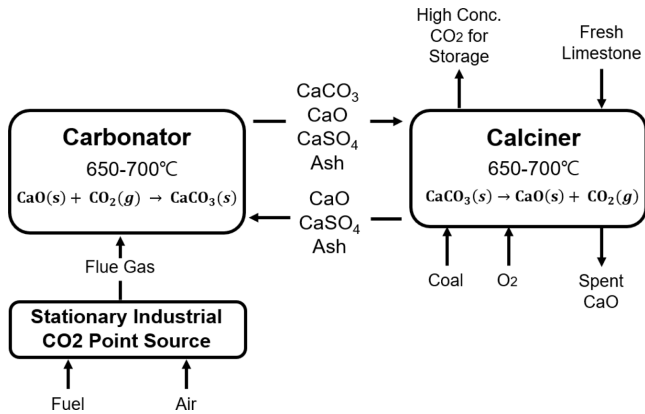 High Conc.
CO2 for
Storage
Fresh
Limestone
CaCO₃
CaO
CaSO₄
Ash
Carbonator
650-700℃
CaO(s) + CO₂(g) → CaCO₃(s)
Calciner
650-700℃
CaCO₃(s) → CaO(s) + CO₂(g)
CaO
CaSO₄
Ash
Flue Gas
Coal
O2
Spent
CaO
Stationary Industrial
CO2 Point Source
Fuel
Air